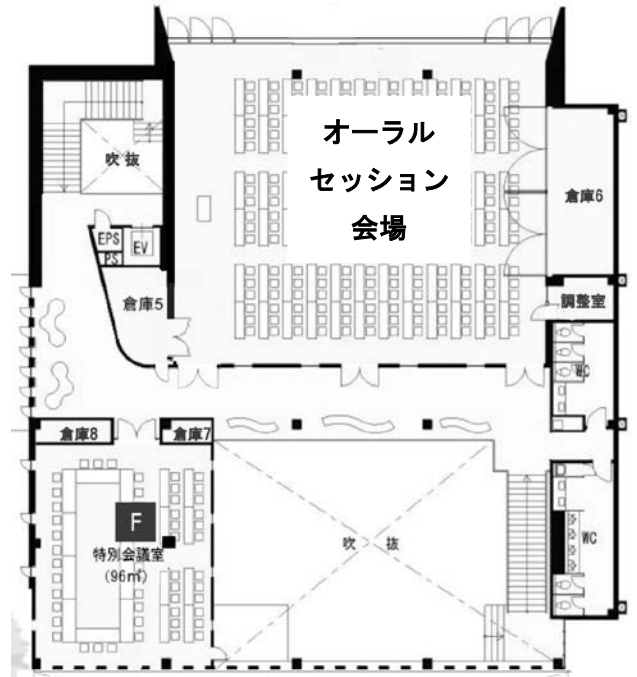 オーラル
セッション
会場
吹抜
倉庫6
EPS
EV
PS
倉庫5
調整室
WC
倉庫8
倉庫7
F
特別会議室
(96㎡)
吹抜
WC